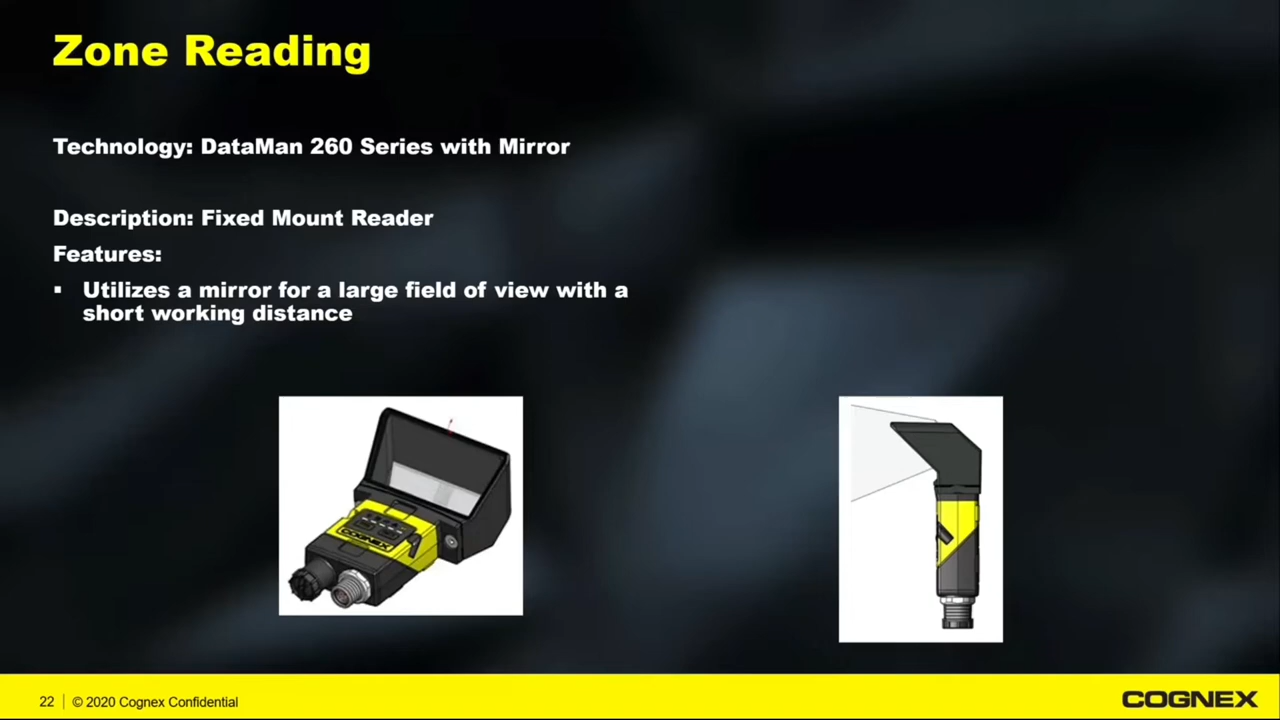 Zone Reading
Technology: DataMan 260 Series with Mirror
Description: Fixed Mount Reader
Features:
▪ Utilizes a mirror for a large field of view with a
short working distance
COGNEX
22 | © 2020 Cognex Confidential
COGNEX